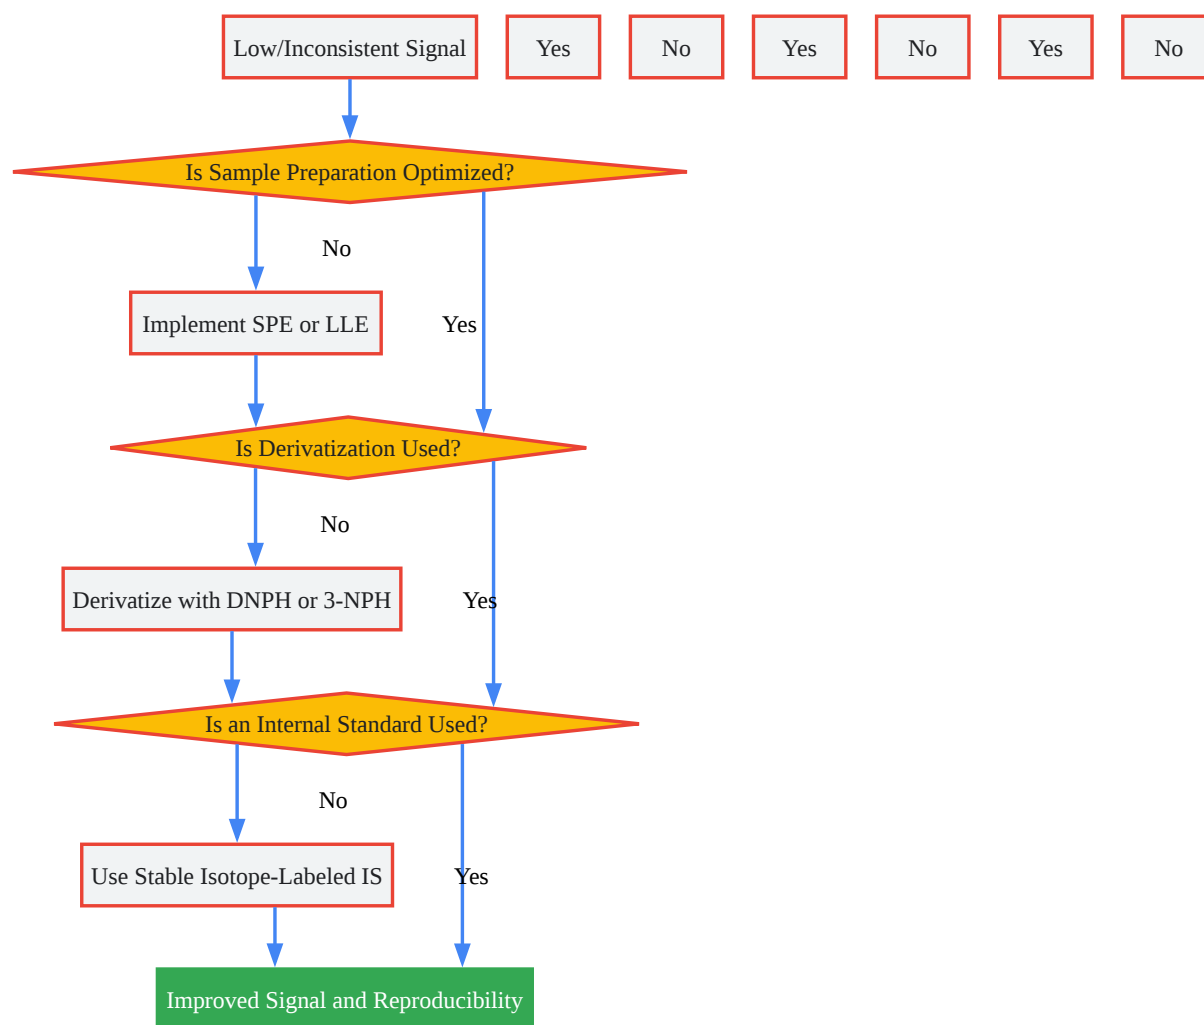 Low/Inconsistent Signal
Yes
No
Yes
No
Yes
No
Is Sample Preparation Optimized?
No
Implement SPE or LLE
Yes
Is Derivatization Used?
No
Derivatize with DNPH or 3-NPH
Yes
Is an Internal Standard Used?
No
Use Stable Isotope-Labeled IS
Yes
Improved Signal and Reproducibility